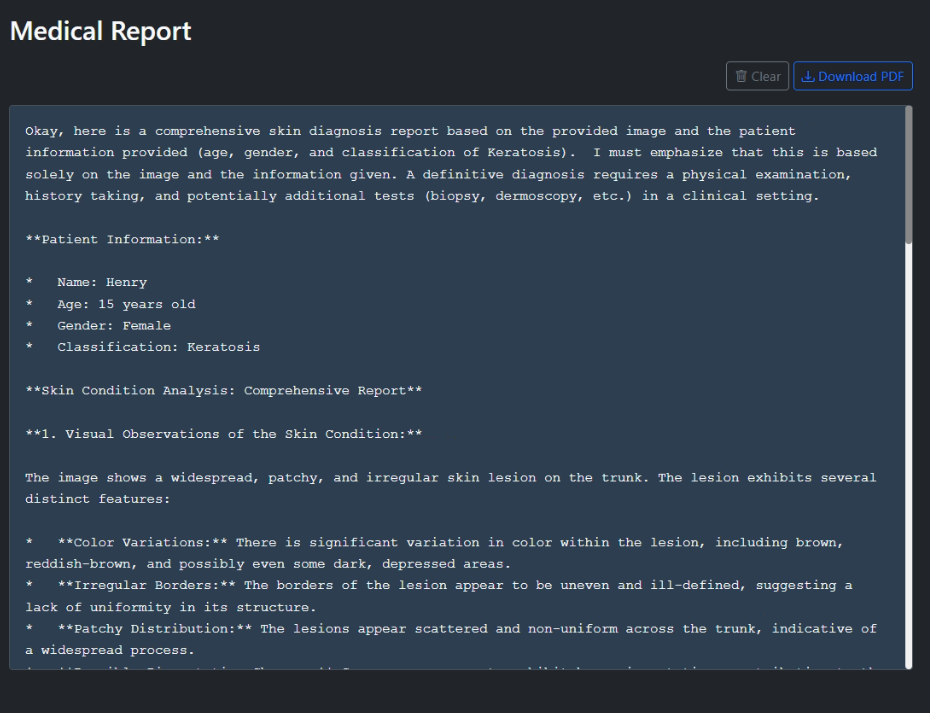 Medical Report
Clear
Download PDF
Okay, here is a comprehensive skin diagnosis report based on the provided image and the patient
information provided (age, gender, and classification of Keratosis).  I must emphasize that this is based
solely on the image and the information given. A definitive diagnosis requires a physical examination,
history taking, and potentially additional tests (biopsy, dermoscopy, etc.) in a clinical setting.
**Patient Information:**
*   Name: Henry
*   Age: 15 years old
*   Gender: Female
*   Classification: Keratosis
**Skin Condition Analysis: Comprehensive Report**
**1. Visual Observations of the Skin Condition:**
The image shows a widespread, patchy, and irregular skin lesion on the trunk. The lesion exhibits several
distinct features:
*   **Color Variations:** There is significant variation in color within the lesion, including brown,
reddish-brown, and possibly even some dark, depressed areas.
*   **Irregular Borders:** The borders of the lesion appear to be uneven and ill-defined, suggesting a
lack of uniformity in its structure.
*   **Patchy Distribution:** The lesions appear scattered and non-uniform across the trunk, indicative of
a widespread process.